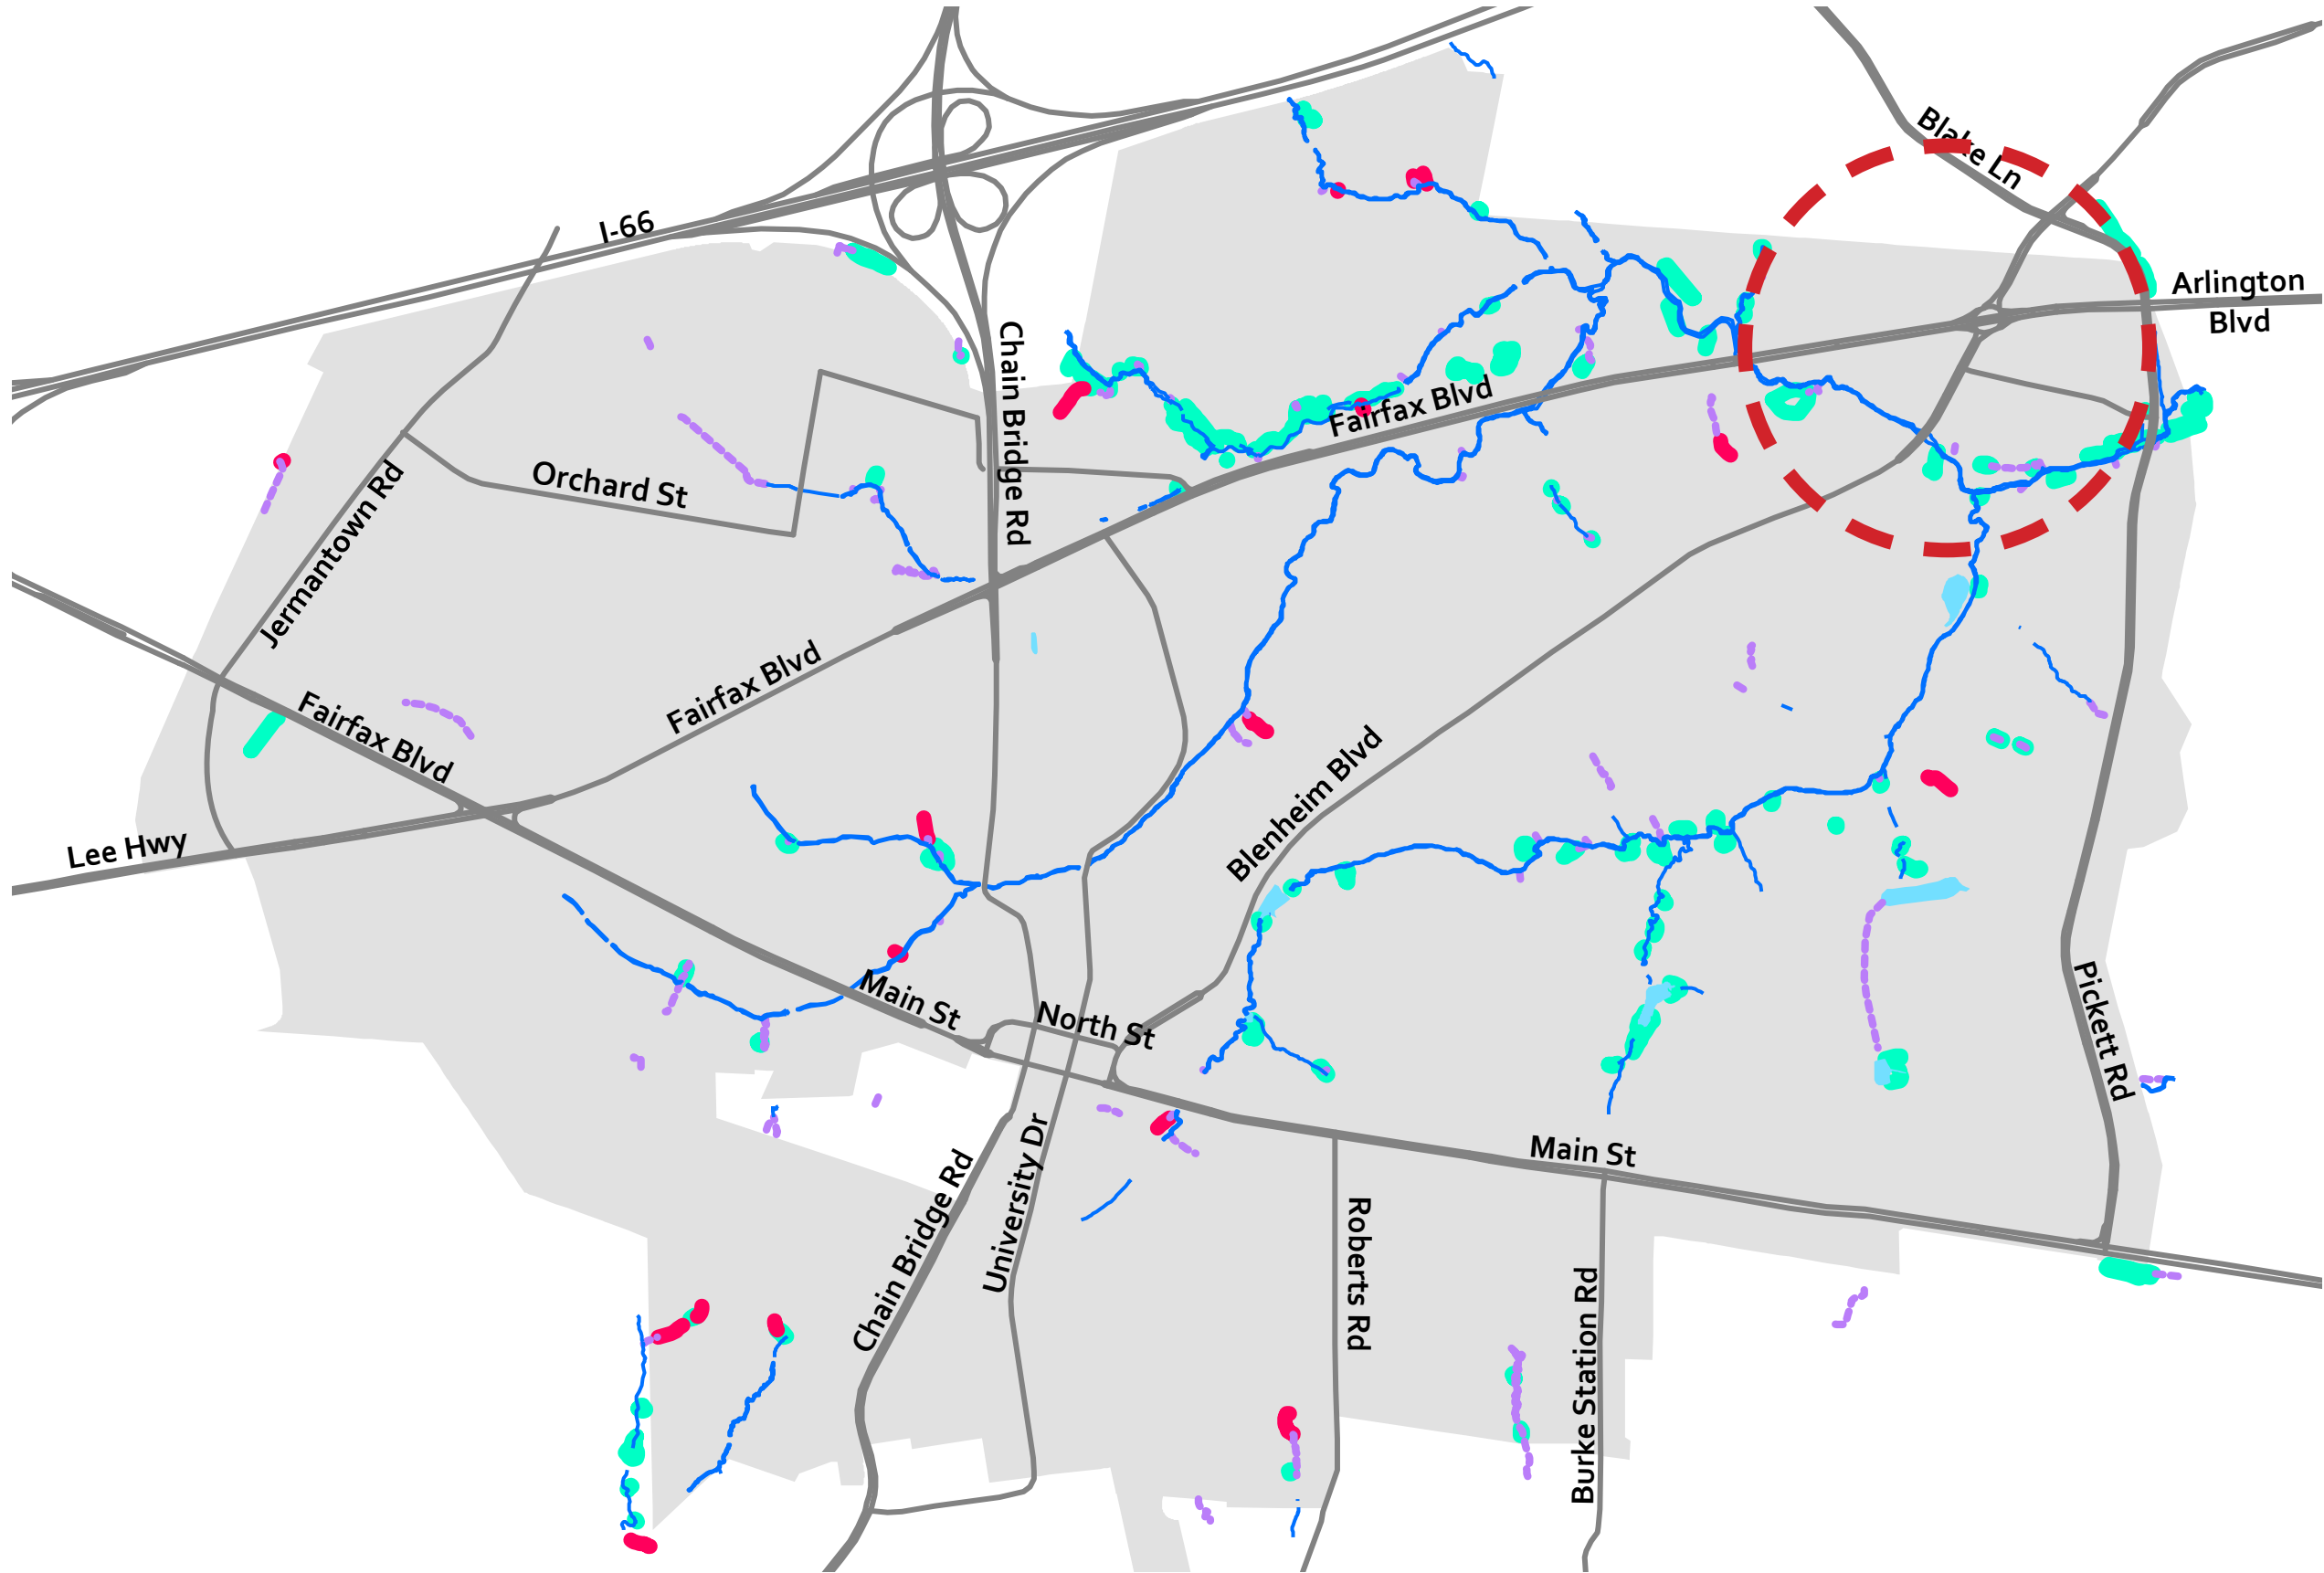 Blake Ln
I-66
Arlington
Blvd
Chain Bridge Rd
Fairfax Blvd
Orchard St
Jermantown Rd
Fairfax Blvd
Fairfax Blvd
Blenheim Blvd
Lee Hwy
Main St
North St
Pickett Rd
Main St
University Dr
Chain Bridge Rd
Roberts Rd
Burke Station Rd